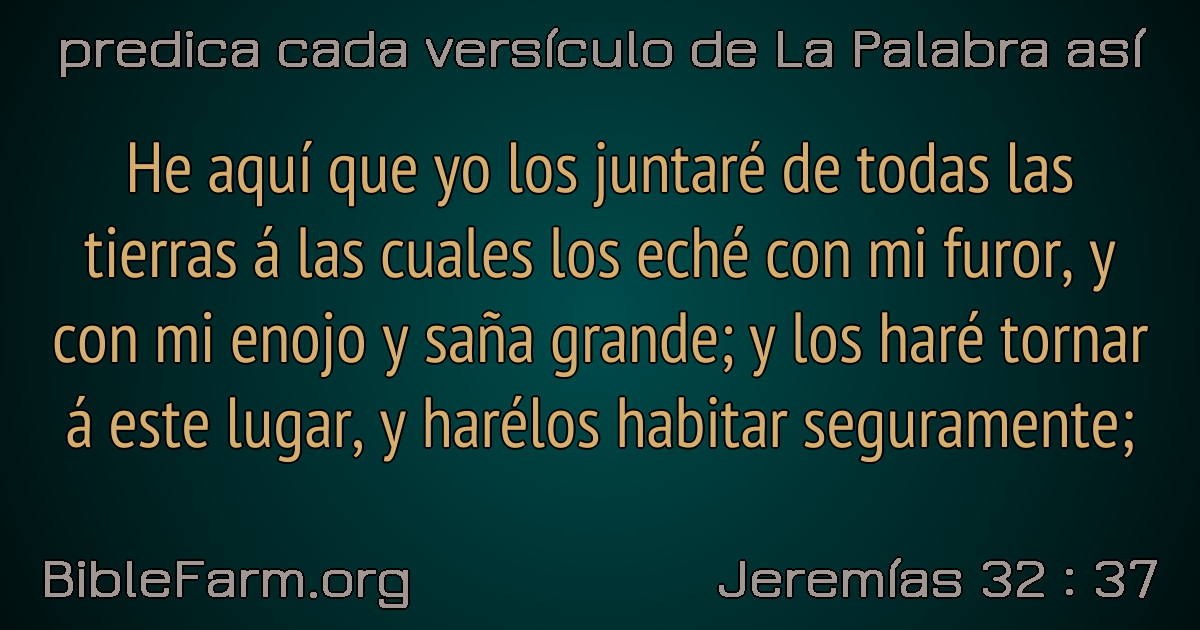 predica cada versículo de La Palabra así
He aquí que yo los juntaré de todas las
tierras á las cuales los eché con mi furor, y
con mi enojo y saña grande; y los haré tornar
á este lugar, y harélos habitar seguramente;
BibleFarm.org
Jeremías 32 : 37